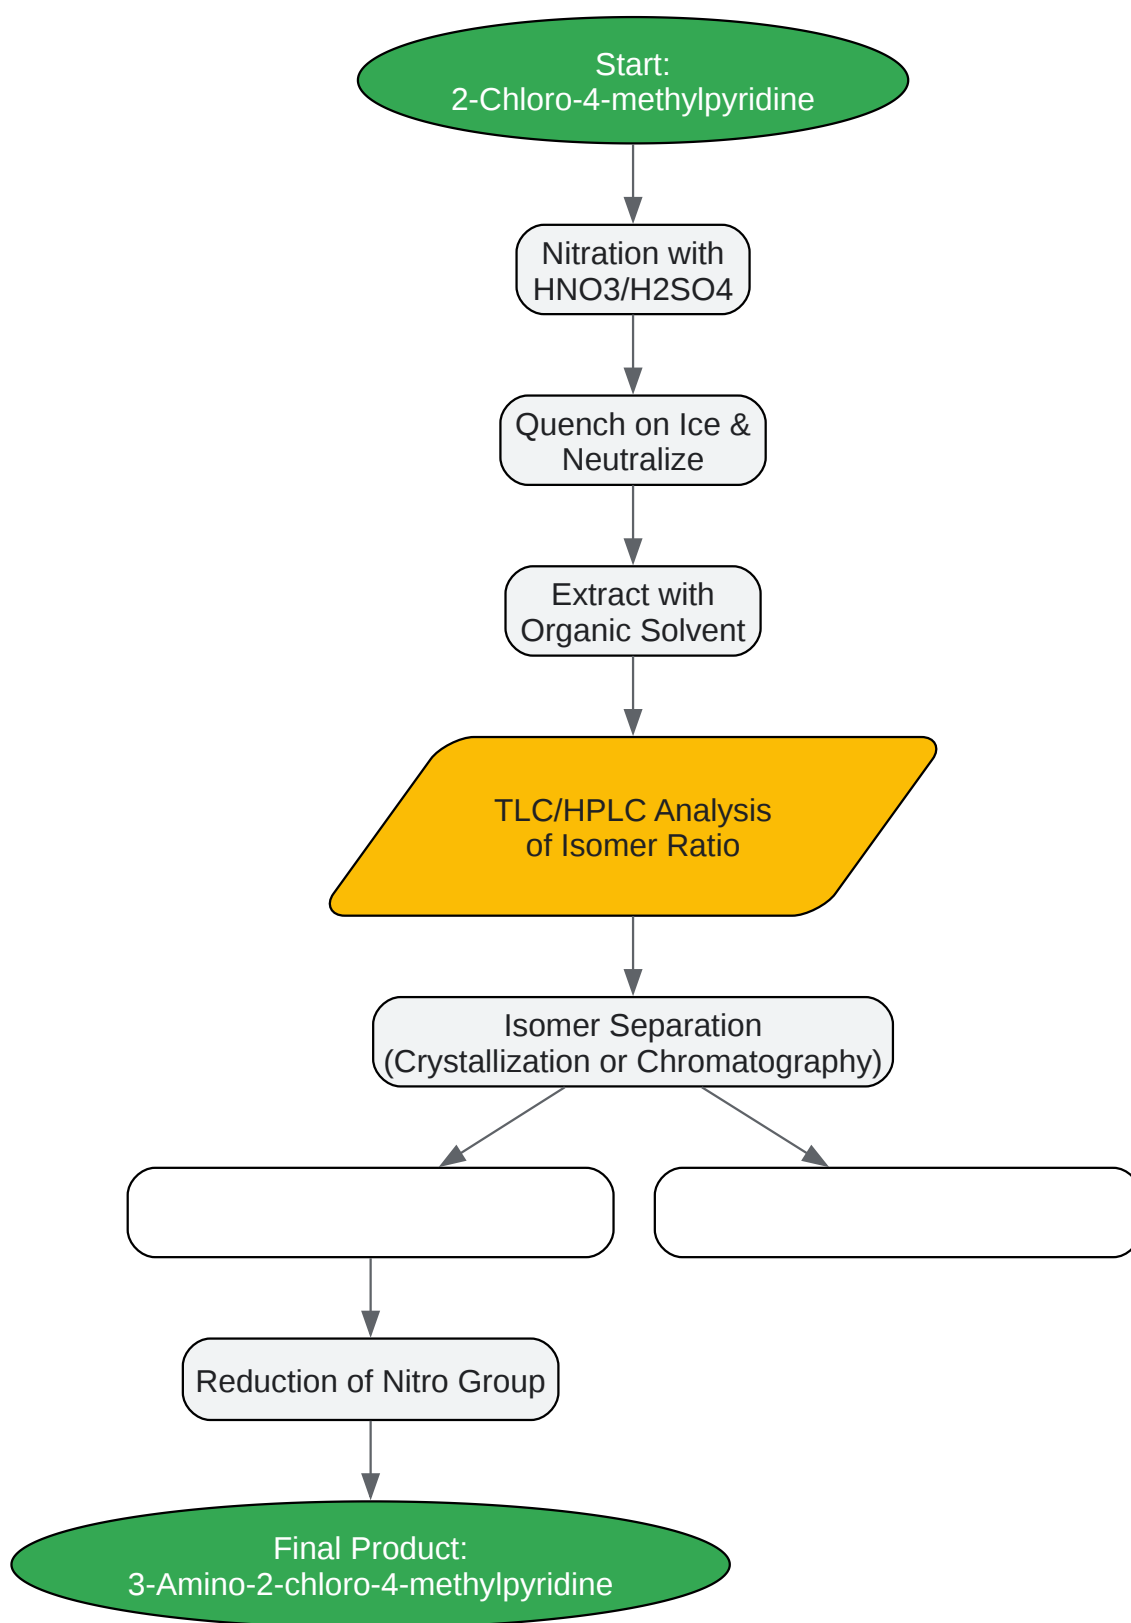 Start:
2-Chloro-4-methylpyridine
Nitration with
HNO3/H2SO4
Quench on Ice &
Neutralize
Extract with
Organic Solvent
TLC/HPLC Analysis
of Isomer Ratio
Isomer Separation
(Crystallization or Chromatography)
Reduction of Nitro Group
Final Product:
3-Amino-2-chloro-4-methylpyridine